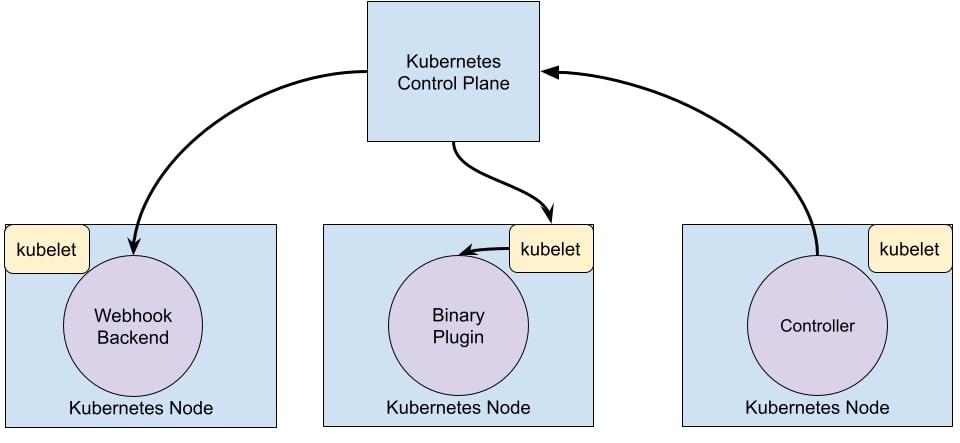 Kubernetes
Control Plane
kubelet
Webhook
Backend
Kubernetes Node
kubelet
Binary
Plugin
Kubernetes Node
kubelet
Controller
Kubernetes Node